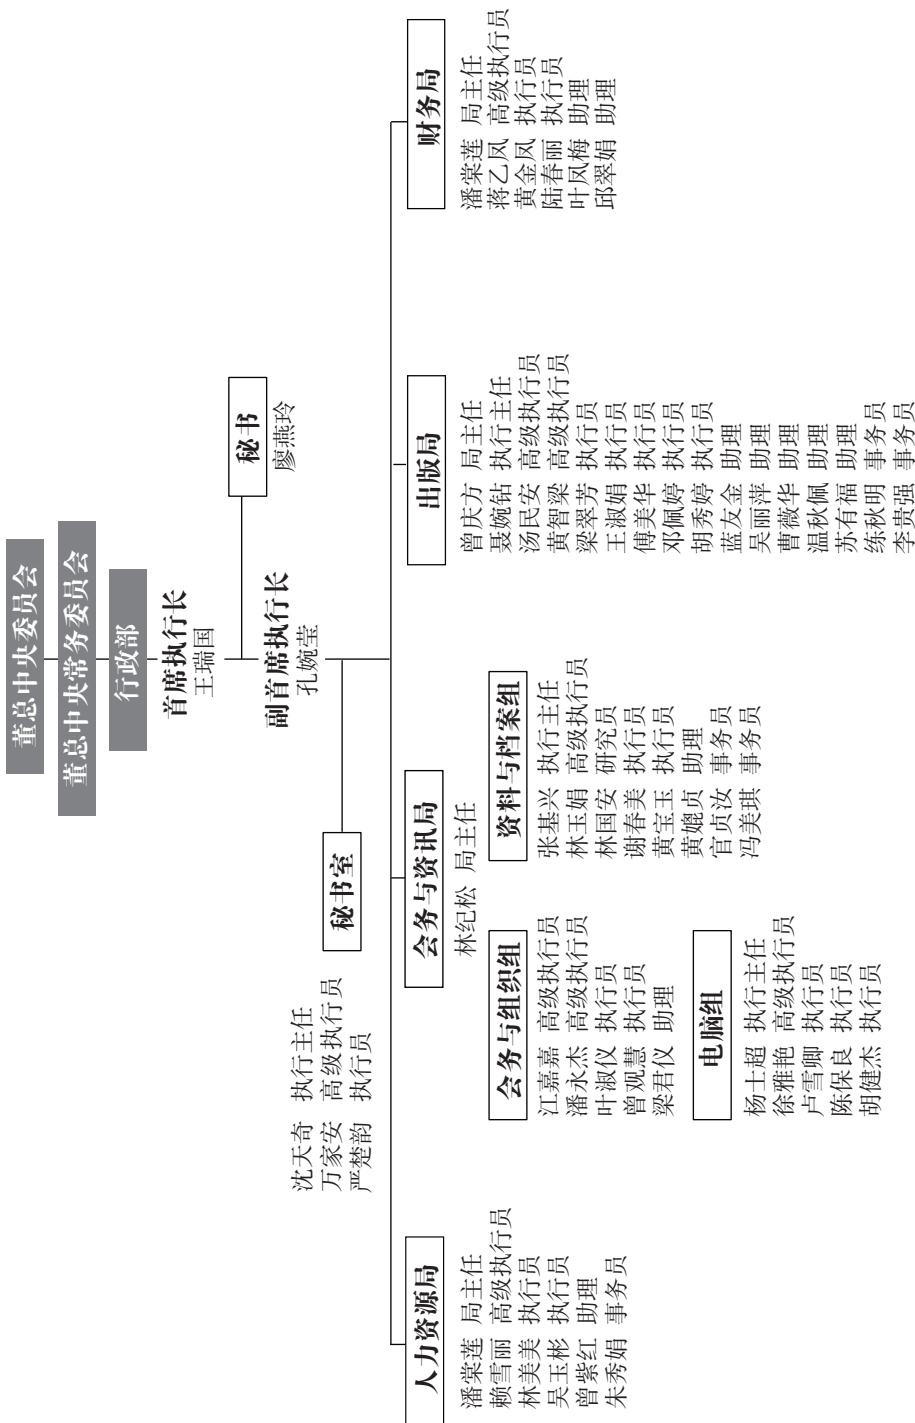 董总中央委员会
董总中央常务委员会
行政部
首席执行长
王瑞国
秘书
廖燕玲
副首席执行长
孔婉莹
秘书室
沈天奇 执行主任
万家安 高级执行员
严楚韵 执行员
人力资源局
潘棠莲 局主任
赖雪丽 高级执行员
林美美 执行员
吴玉彬 执行员
曾紫红 助理
朱秀娟 事务员
会务与资讯局
林纪松 局主任
会务与组织组
江嘉嘉 高级执行员
潘永杰 高级执行员
叶淑仪 执行员
曾观慧 执行员
梁君仪 助理
电脑组
杨士超 执行主任
徐雅艳 高级执行员
卢雪卿 执行员
陈保良 执行员
胡健杰 执行员
资料与档案组
张基兴 执行主任
林玉娟 高级执行员
林国安 研究员
谢春美 执行员
黄宝玉 执行员
黄媲贞 助理
官贞汝 事务员
冯美琪 事务员
出版局
曾庆方 局主任
聂婉钻 执行主任
汤民安 高级执行员
黄智梁 高级执行员
梁翠芳 执行员
王淑娟 执行员
傅美华 执行员
邓佩婷 执行员
胡秀婷 执行员
蓝友金 助理
吴丽萍 助理
曹薇华 助理
温秋佩 助理
苏有福 助理
练秋明 事务员
李贵强 事务员
财务局
潘棠莲 局主任
蒋乙凤 高级执行员
黄金凤 执行员
陆春丽 执行员
叶凤梅 助理
邱翠娟 助理